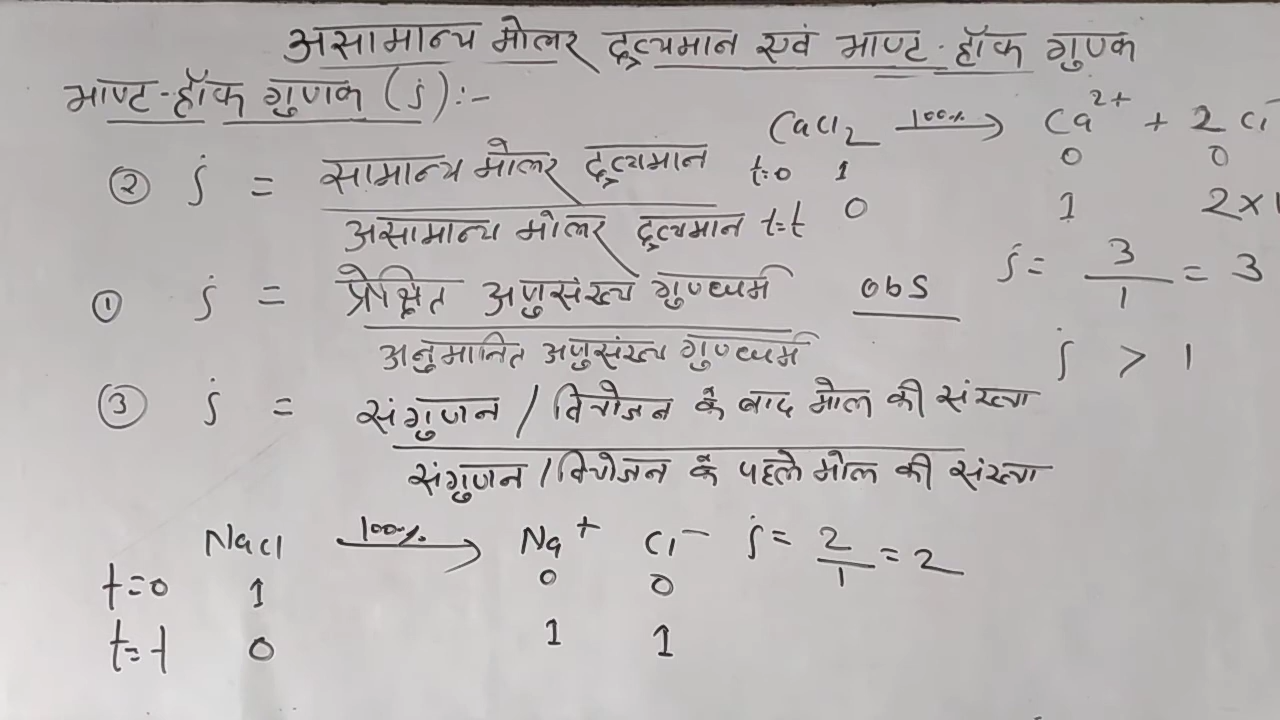 असामान्य मोलर द्रव्यमान एवं वाण्ट-हॉफ गुणक
वाण्ट-हॉफ गुणक (i) :-
CaCl2 100% → Ca2+ + 2Cl-
t=0 1 0 0
t=t 0 1 2×1
i = 3/1 = 3
i > 1
② i = सामान्य मोलर द्रव्यमान
असामान्य मोलर द्रव्यमान
① i = प्रेक्षित अणुसंख्य गुणधर्म obs
अनुमानित अणुसंख्य गुणधर्म
③ i = संगुणन / वियोजन के बाद मोल की संख्या
संगुणन / वियोजन के पहले मोल की संख्या
NaCl 100% → Na+ Cl- i = 2/1 = 2
t=0 1 0 0
t=t 0 1 1